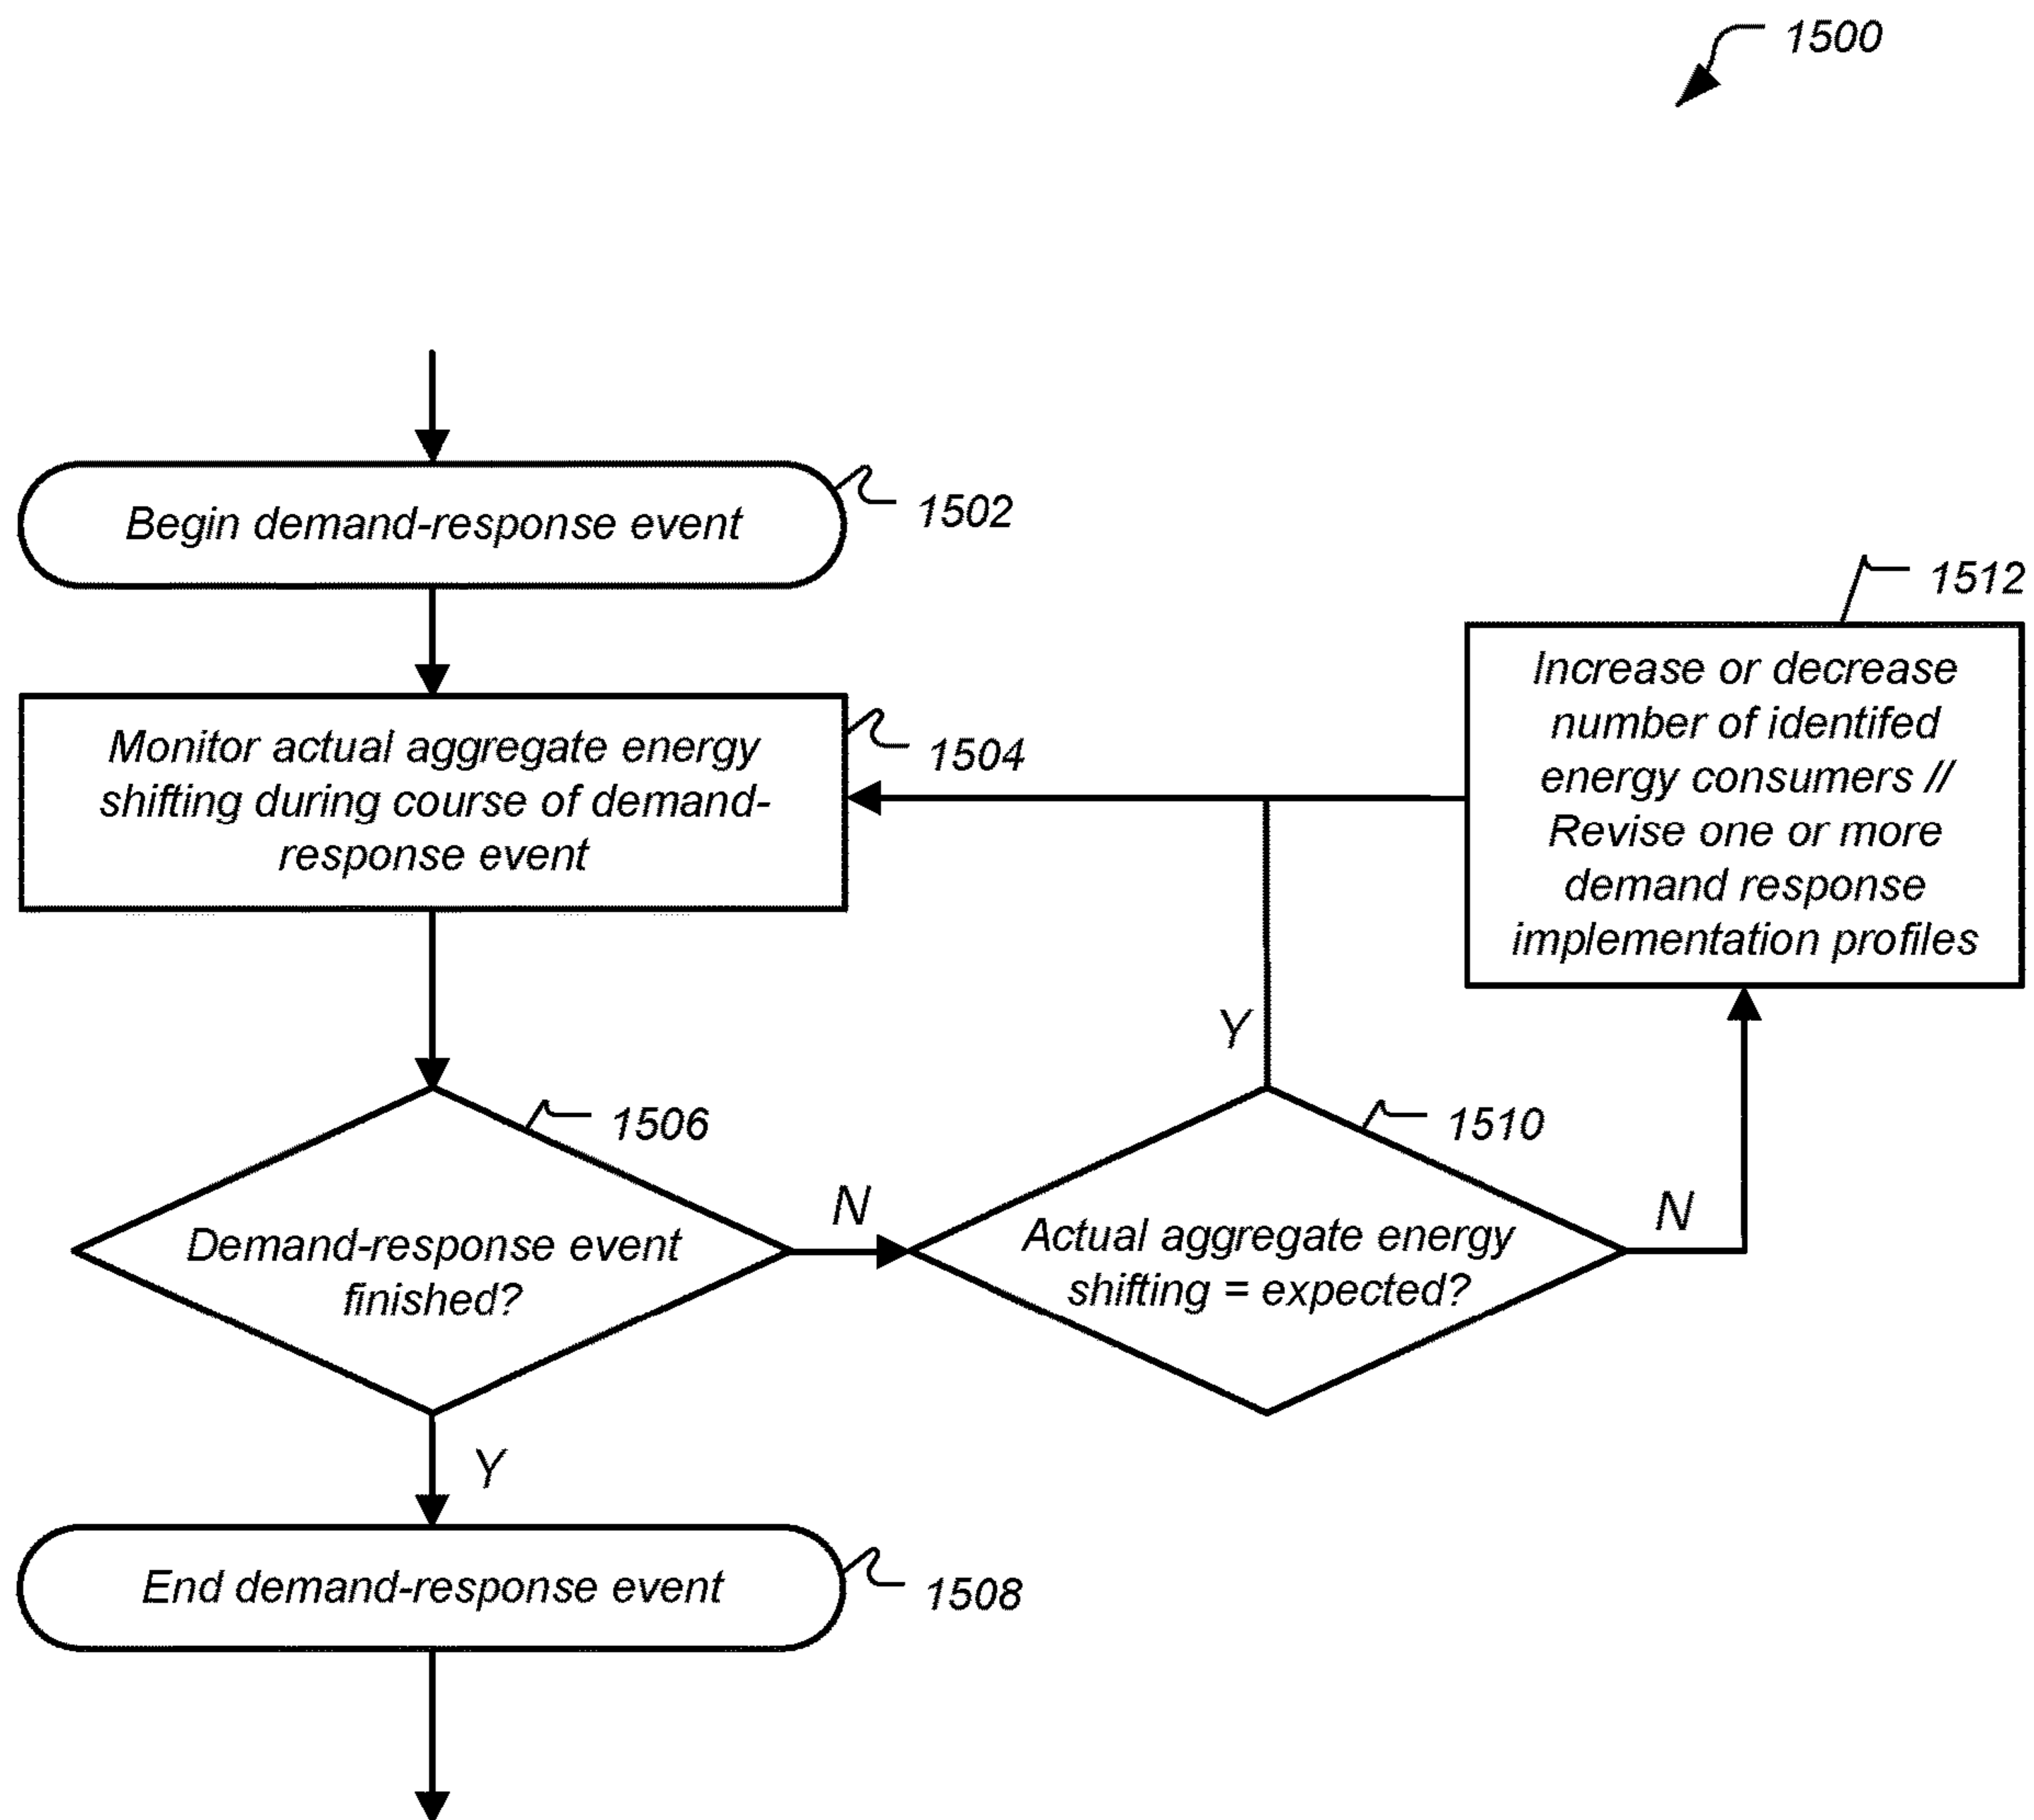 1500
Begin demand-response event
1502
Monitor actual aggregate energy
shifting during course of demand-
response event
1504
1512
Increase or decrease
number of identifed
energy consumers //
Revise one or more
demand response
implementation profiles
1506
Demand-response event
finished?
N
Y
1510
Actual aggregate energy
shifting = expected?
Y
N
End demand-response event
1508